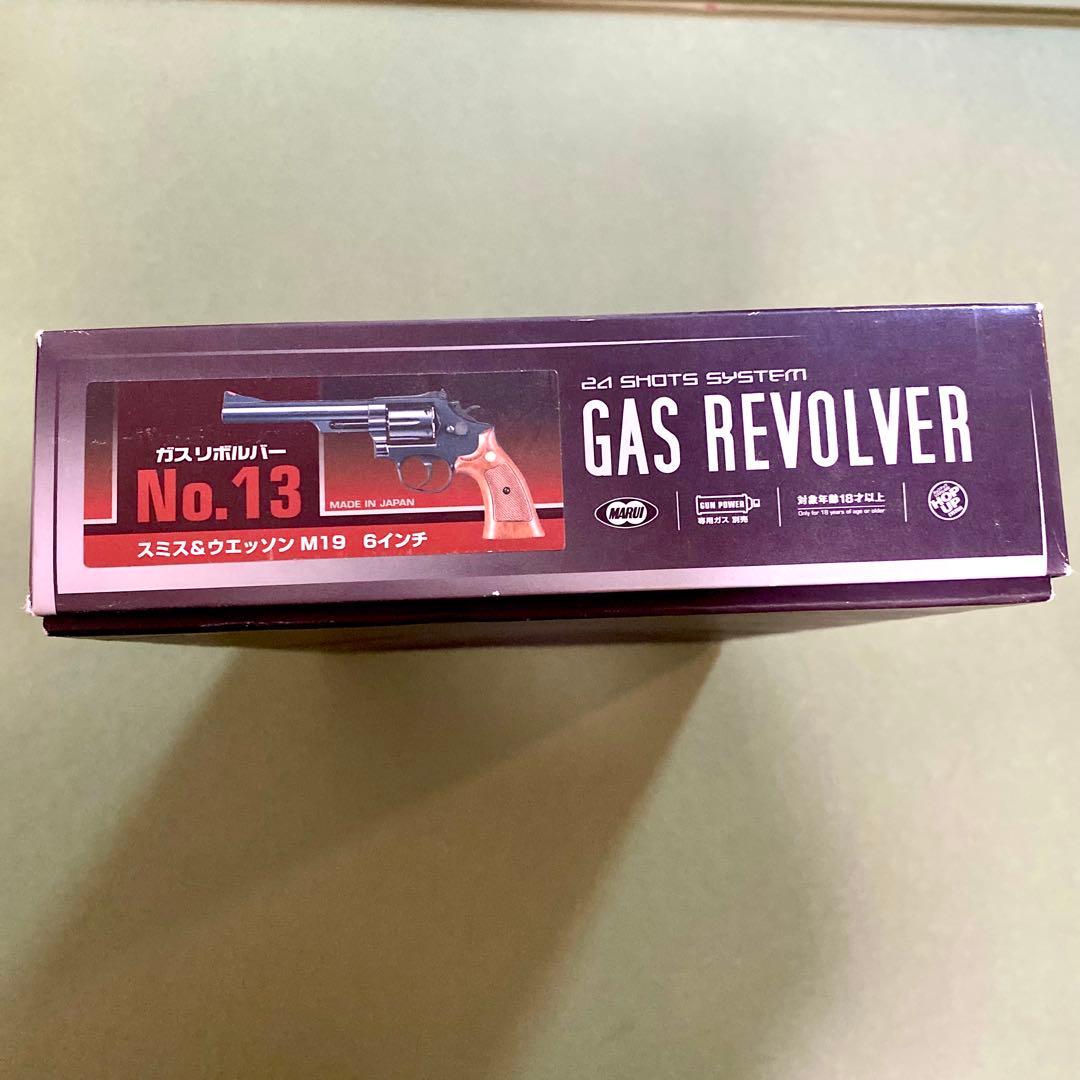 ガスリボルバー
No.13
MADE IN JAPAN
スミス&ウエッソン M19 6インチ
24 SHOTS SYSTEM
GAS REVOLVER
MARUI
GUN POWER
専用ガス 別売
対象年齢18才以上
Only for 18 years of age or older
HOP UP